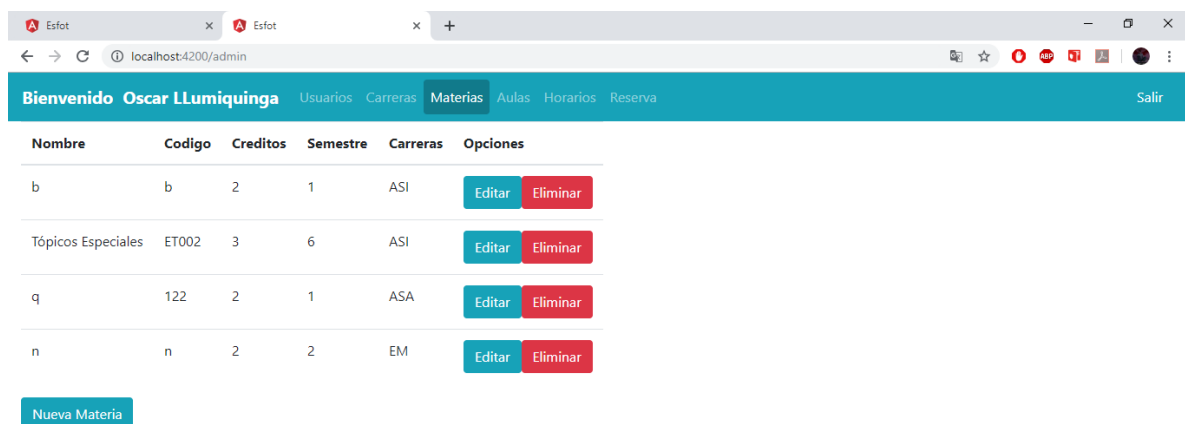 Esfot Esfot
localhost:4200/admin ABP
Bienvenido Oscar LLumiquinga Usuarios Carreras Materias Aulas Horarios Reserva Salir
Nombre Codigo Creditos Semestre Carreras Opciones
b b 2 1 ASI Editar Eliminar
Tópicos Especiales ET002 3 6 ASI Editar Eliminar
q 122 2 1 ASA Editar Eliminar
n n 2 2 EM Editar Eliminar
Nueva Materia